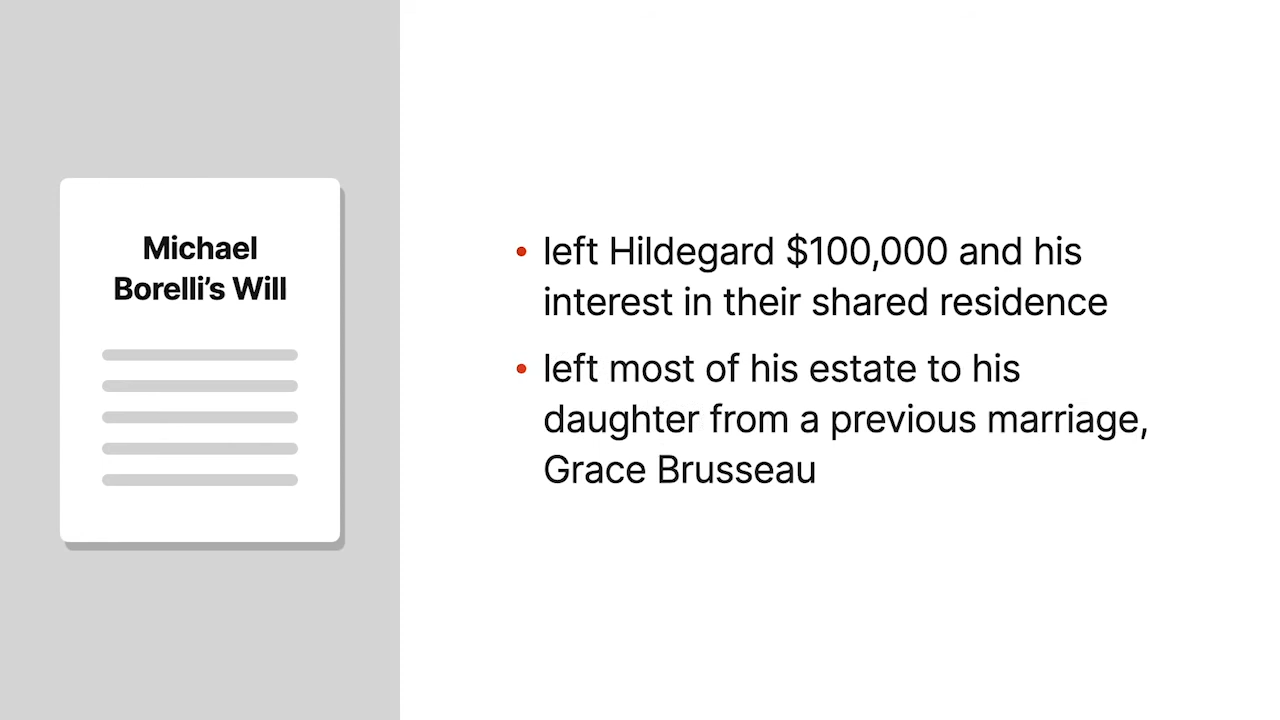 Michael
Borelli’s Will
• left Hildegard $100,000 and his
interest in their shared residence
• left most of his estate to his
daughter from a previous marriage,
Grace Brusseau